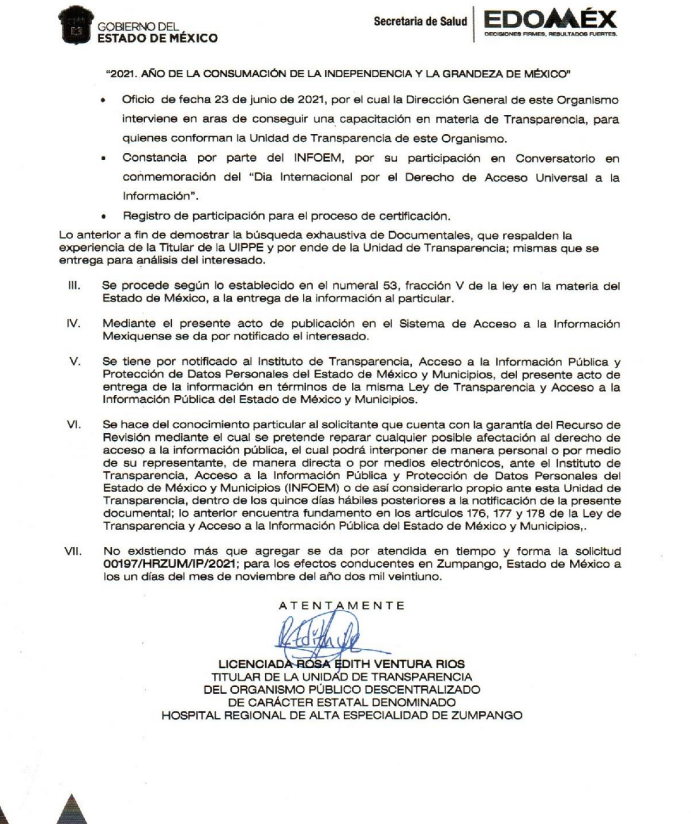 GOBIERNO DEL
ESTADO DE MÉXICO
Secretaria de Salud
EDOMÉX
DECISIONES FIRMES, RESULTADOS FUERTES.
"2021. AÑO DE LA CONSUMACIÓN DE LA INDEPENDENCIA Y LA GRANDEZA DE MÉXICO"
• Oficio de fecha 23 de junio de 2021, por el cual la Dirección General de este Organismo
interviene en aras de conseguir una capacitación en materia de Transparencia, para
quienes conforman la Unidad de Transparencia de este Organismo.
• Constancia por parte del INFOEM, por su participación en Conversatorio en
conmemoración del "Dia Internacional por el Derecho de Acceso Universal a la
Información".
• Registro de participación para el proceso de certificación.
Lo anterior a fin de demostrar la búsqueda exhaustiva de Documentales, que respalden la
experiencia de la Titular de la UIPPE y por ende de la Unidad de Transparencia; mismas que se
entrega para análisis del interesado.
III. Se procede según lo establecido en el numeral 53, fracción V de la ley en la materia del
Estado de México, a la entrega de la información al particular.
IV. Mediante el presente acto de publicación en el Sistema de Acceso a la Información
Mexiquense se da por notificado el interesado.
V. Se tiene por notificado al Instituto de Transparencia, Acceso a la Información Pública y
Protección de Datos Personales del Estado de México y Municipios, del presente acto de
entrega de la información en términos de la misma Ley de Transparencia y Acceso a la
Información Pública del Estado de México y Municipios.
VI. Se hace del conocimiento particular al solicitante que cuenta con la garantía del Recurso de
Revisión mediante el cual se pretende reparar cualquier posible afectación al derecho de
acceso a la información pública, el cual podrá interponer de manera personal o por medio
de su representante, de manera directa o por medios electrónicos, ante el Instituto de
Transparencia, Acceso a la Información Pública y Protección de Datos Personales del
Estado de México y Municipios (INFOEM) o de así considerarlo propio ante esta Unidad de
Transparencia, dentro de los quince días hábiles posteriores a la notificación de la presente
documental; lo anterior encuentra fundamento en los artículos 176, 177 y 178 de la Ley de
Transparencia y Acceso a la Información Pública del Estado de México y Municipios,.
VII. No existiendo más que agregar se da por atendida en tiempo y forma la solicitud
00197/HRZUM/IP/2021; para los efectos conducentes en Zumpango, Estado de México a
los un días del mes de noviembre del año dos mil veintiuno.
ATENTAMENTE
LICENCIADA ROSA EDITH VENTURA RIOS
TITULAR DE LA UNIDAD DE TRANSPARENCIA
DEL ORGANISMO PÚBLICO DESCENTRALIZADO
DE CARÁCTER ESTATAL DENOMINADO
HOSPITAL REGIONAL DE ALTA ESPECIALIDAD DE ZUMPANGO